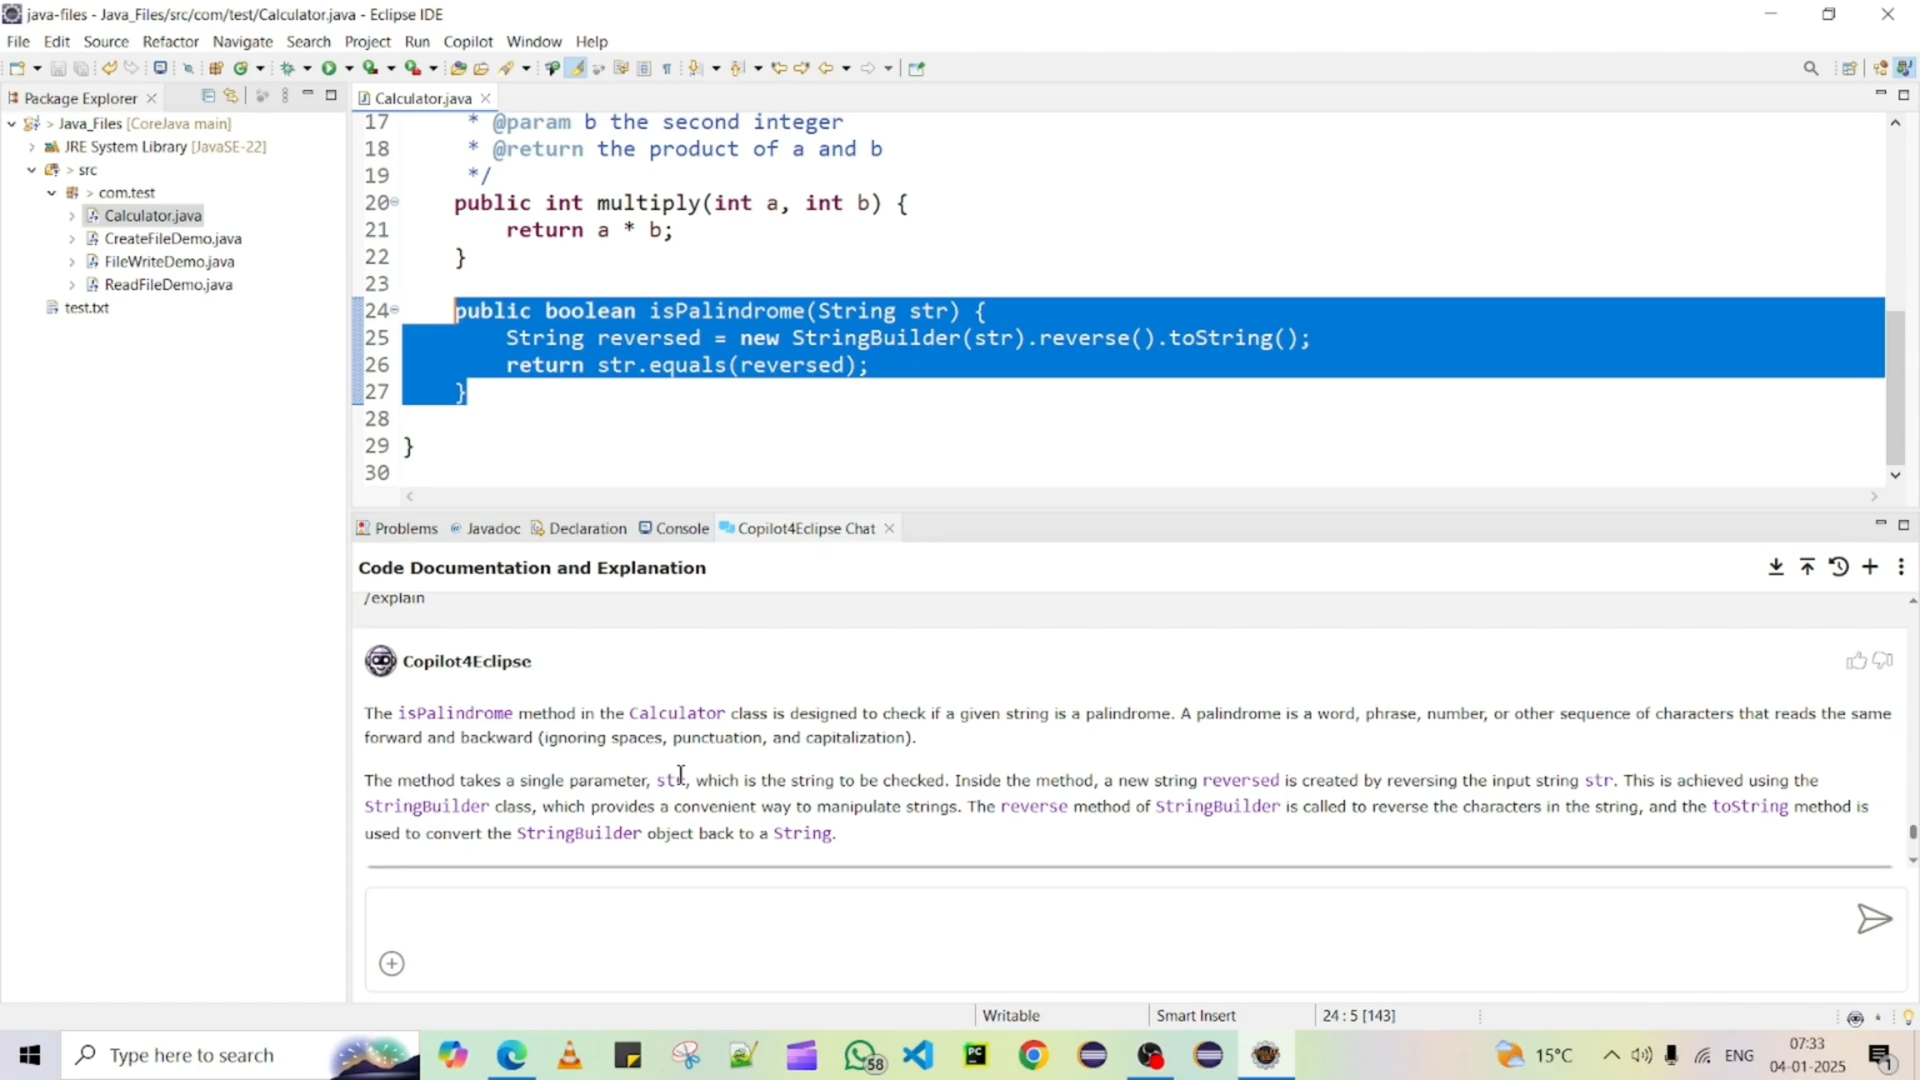 java-files - Java_Files/src/com/test/Calculator.java - Eclipse IDE
File Edit Source Refactor Navigate Search Project Run Copilot Window Help
Package Explorer
Java_Files [CoreJava main]
JRE System Library [JavaSE-22]
src
com.test
Calculator.java
CreateFileDemo.java
FileWriteDemo.java
ReadFileDemo.java
test.txt
Calculator.java
17 * @param b the second integer
18 * @return the product of a and b
19 */
20 public int multiply(int a, int b) {
21 return a * b;
22 }
23
24 public boolean isPalindrome(String str) {
25 String reversed = new StringBuilder(str).reverse().toString();
26 return str.equals(reversed);
27 }
28
29 }
30
Problems Javadoc Declaration Console Copilot4Eclipse Chat
Code Documentation and Explanation
/explain
Copilot4Eclipse
The isPalindrome method in the Calculator class is designed to check if a given string is a palindrome. A palindrome is a word, phrase, number, or other sequence of characters that reads the same
forward and backward (ignoring spaces, punctuation, and capitalization).
The method takes a single parameter, str, which is the string to be checked. Inside the method, a new string reversed is created by reversing the input string str. This is achieved using the
StringBuilder class, which provides a convenient way to manipulate strings. The reverse method of StringBuilder is called to reverse the characters in the string, and the toString method is
used to convert the StringBuilder object back to a String.
Writable Smart Insert 24 : 5 [143]
Type here to search
58
PC
15°C
ENG
07:33
04-01-2025
1